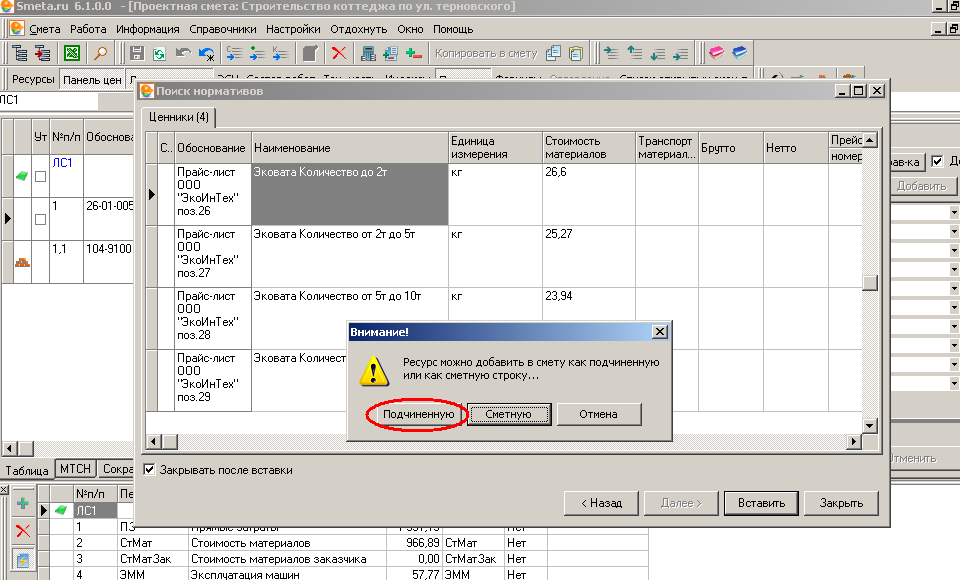 Smeta.ru 6.1.0.0 - [Проектная смета: Строительство коттеджа по ул. терновского]
Смета Работа Информация Справочники Настройки Отдохнуть Окно Помощь
Копировать в смету
Ресурсы Панель цен
ЛС1
Поиск нормативов
Ценники (4)
Ут №п/п Обоснова
С.. Обоснование Наименование Единица измерения Стоимость материалов Транспорт материал... Брутто Нетто Прейс номер
ЛС1
Прайс-лист ООО "ЭкоИнТех" поз.26 Эковата Количество до 2т кг 26,6
1 26-01-005
Прайс-лист ООО "ЭкоИнТех" поз.27 Эковата Количество от 2т до 5т кг 25,27
1,1 104-9100
Прайс-лист ООО "ЭкоИнТех" поз.28 Эковата Количество от 5т до 10т кг 23,94
Прайс-лист ООО "ЭкоИнТех" поз.29 Эковата Количест
рав-ка
Добавить
Внимание!
Ресурс можно добавить в смету как подчиненную
или как сметную строку...
Подчиненную Сметную Отмена
Таблица МТСН Сокра
Закрывать после вставки
тменить
< Назад Далее > Вставить Закрыть
№п/п Пе
ЛС1
1 ПЗ Прямые затраты Нет
2 СтМат Стоимость материалов 966,89 СтМат Нет
3 СтМатЗак Стоимость материалов заказчика 0,00 СтМатЗак Нет
4 ЭММ Эксплуатация машин 57,77 ЭММ Нет